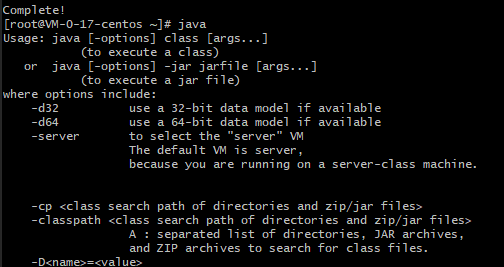 Complete!
[root@VM-0-17-centos ~]# java
Usage: java [-options] class [args...]
(to execute a class)
or java [-options] -jar jarfile [args...]
(to execute a jar file)
where options include:
-d32 use a 32-bit data model if available
-d64 use a 64-bit data model if available
-server to select the "server" VM
The default VM is server,
because you are running on a server-class machine.
-cp <class search path of directories and zip/jar files>
-classpath <class search path of directories and zip/jar files>
A : separated list of directories, JAR archives,
and ZIP archives to search for class files.
-D<name>=<value>